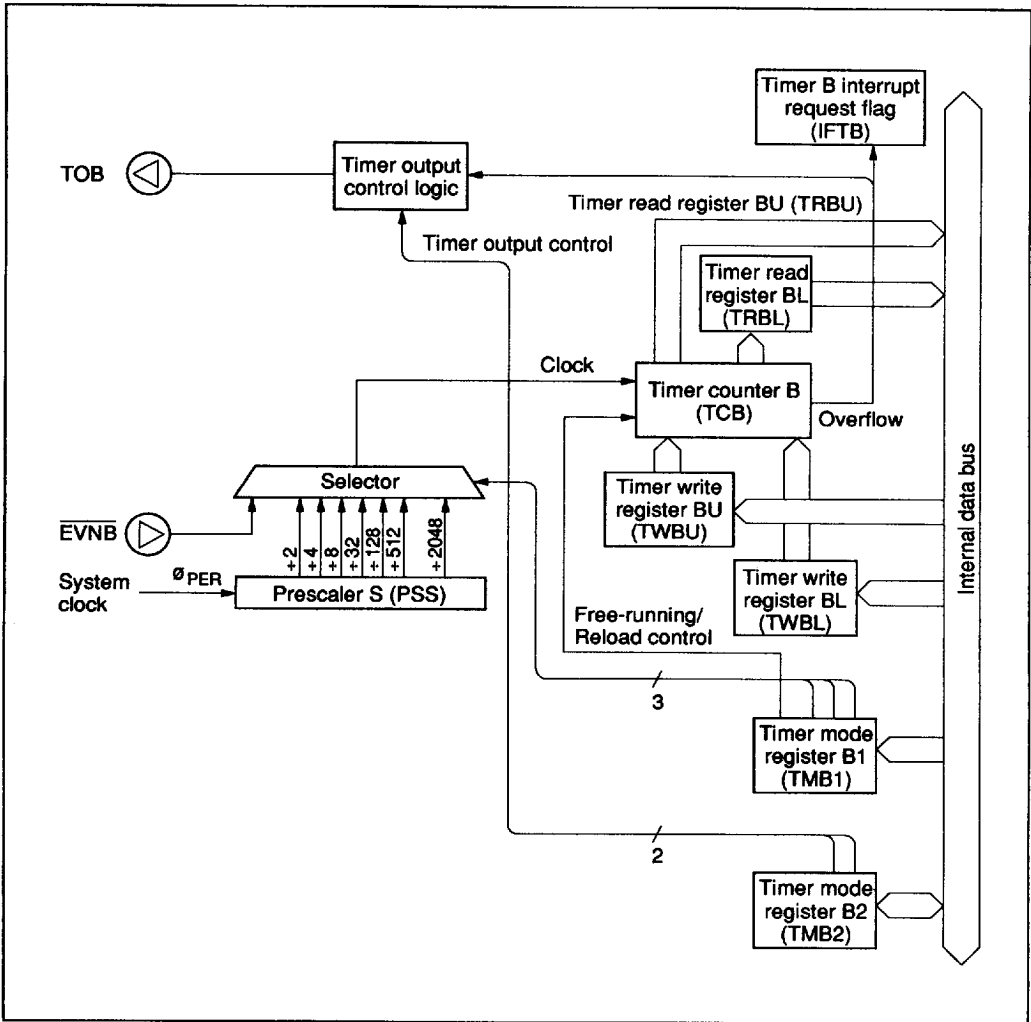 Timer B interrupt
request flag
(IFTB)
TOB
Timer output
control logic
Timer read register BU (TRBU)
Timer output control
Timer read
register BL
(TRBL)
Clock
Timer counter B
(TCB)
Overflow
Selector
Timer write
register BU
(TWBU)
EVNB
÷2
÷4
÷8
÷32
÷128
÷512
÷2048
System
clock
øPER
Prescaler S (PSS)
Timer write
register BL
(TWBL)
Free-running/
Reload control
3
Timer mode
register B1
(TMB1)
2
Timer mode
register B2
(TMB2)
Internal data bus